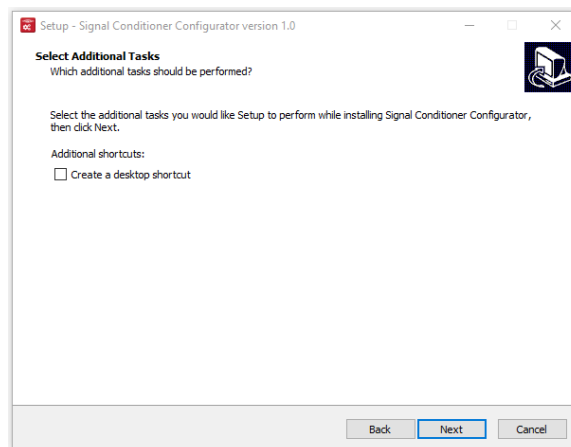 Setup - Signal Conditioner Configurator version 1.0
Select Additional Tasks
Which additional tasks should be performed?
Select the additional tasks you would like Setup to perform while installing Signal Conditioner Configurator,
then click Next.
Additional shortcuts:
Create a desktop shortcut
Back Next Cancel